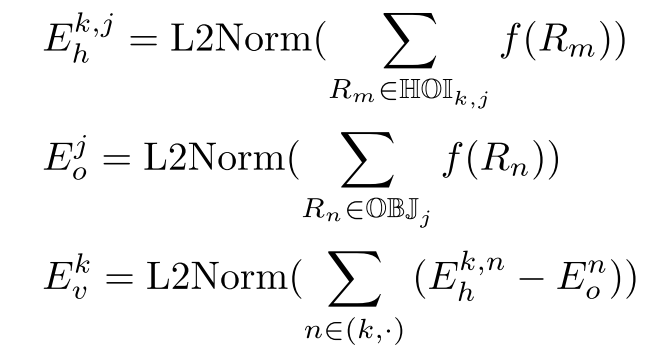 E_h^{k,j} = L2Norm(\sum_{R_m \in \mathbb{HOI}_{k,j}} f(R_m))
E_o^j = L2Norm(\sum_{R_n \in \mathbb{OBJ}_j} f(R_n))
E_v^k = L2Norm(\sum_{n \in (k,\cdot)} (E_h^{k,n} - E_o^n))